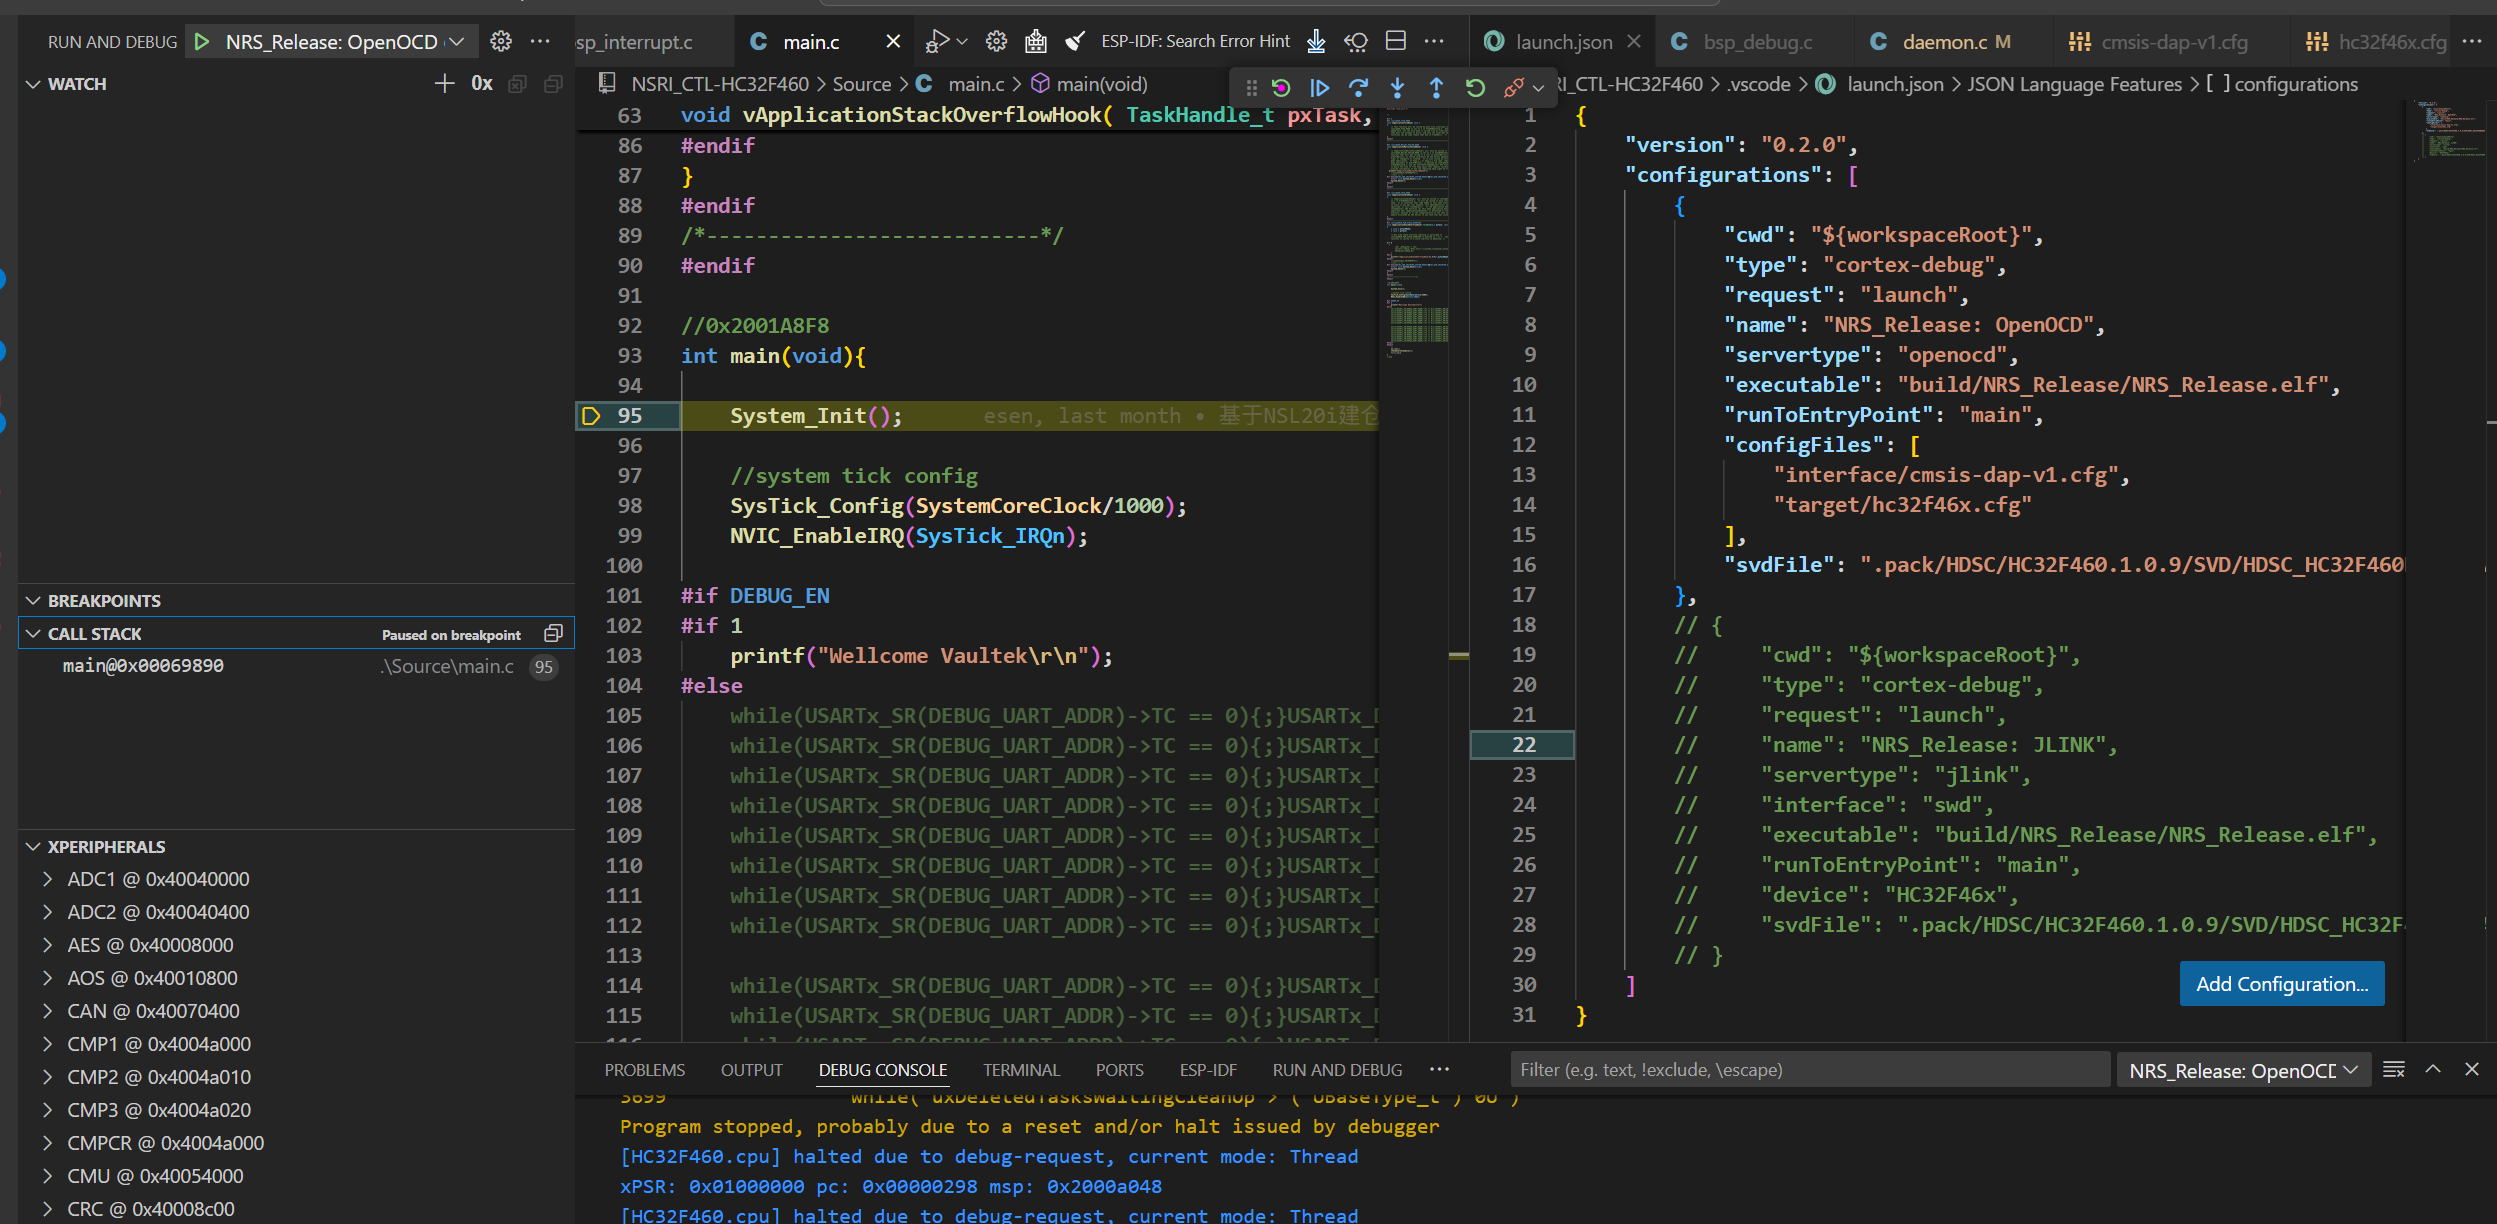 RUN AND DEBUG
NRS_Release: OpenOCD
WATCH
0x
BREAKPOINTS
CALL STACK
Paused on breakpoint
main@0x00069890
.\Source\main.c
95
XPERIPHERALS
ADC1 @ 0x40040000
ADC2 @ 0x40040400
AES @ 0x40008000
AOS @ 0x40010800
CAN @ 0x40070400
CMP1 @ 0x4004a000
CMP2 @ 0x4004a010
CMP3 @ 0x4004a020
CMPCR @ 0x4004a000
CMU @ 0x40054000
CRC @ 0x40008c00
sp_interrupt.c
C main.c
ESP-IDF: Search Error Hint
NSRI_CTL-HC32F460 > Source > C main.c > main(void)
63 void vApplicationStackOverflowHook( TaskHandle_t pxTask,
86 #endif
87 }
88 #endif
89 /*---------------------------*/
90 #endif
91
92 //0x2001A8F8
93 int main(void){
94
95 System_Init(); esen, last month • 基于NSL20i建仓
96
97 //system tick config
98 SysTick_Config(SystemCoreClock/1000);
99 NVIC_EnableIRQ(SysTick_IRQn);
100
101 #if DEBUG_EN
102 #if 1
103 printf("Wellcome Vaultek\r\n");
104 #else
105 while(USARTx_SR(DEBUG_UART_ADDR)->TC == 0){;}USARTx_
106 while(USARTx_SR(DEBUG_UART_ADDR)->TC == 0){;}USARTx_
107 while(USARTx_SR(DEBUG_UART_ADDR)->TC == 0){;}USARTx_
108 while(USARTx_SR(DEBUG_UART_ADDR)->TC == 0){;}USARTx_
109 while(USARTx_SR(DEBUG_UART_ADDR)->TC == 0){;}USARTx_
110 while(USARTx_SR(DEBUG_UART_ADDR)->TC == 0){;}USARTx_
111 while(USARTx_SR(DEBUG_UART_ADDR)->TC == 0){;}USARTx_
112 while(USARTx_SR(DEBUG_UART_ADDR)->TC == 0){;}USARTx_
113
114 while(USARTx_SR(DEBUG_UART_ADDR)->TC == 0){;}USARTx_
115 while(USARTx_SR(DEBUG_UART_ADDR)->TC == 0){;}USARTx_
launch.json
C bsp_debug.c
C daemon.c M
cmsis-dap-v1.cfg
hc32f46x.cfg
RI_CTL-HC32F460 > .vscode > launch.json > JSON Language Features > [ ] configurations
1 {
2 "version": "0.2.0",
3 "configurations": [
4 {
5 "cwd": "${workspaceRoot}",
6 "type": "cortex-debug",
7 "request": "launch",
8 "name": "NRS_Release: OpenOCD",
9 "servertype": "openocd",
10 "executable": "build/NRS_Release/NRS_Release.elf",
11 "runToEntryPoint": "main",
12 "configFiles": [
13 "interface/cmsis-dap-v1.cfg",
14 "target/hc32f46x.cfg"
15 ],
16 "svdFile": ".pack/HDSC/HC32F460.1.0.9/SVD/HDSC_HC32F460
17 },
18 // {
19 // "cwd": "${workspaceRoot}",
20 // "type": "cortex-debug",
21 // "request": "launch",
22 // "name": "NRS_Release: JLINK",
23 // "servertype": "jlink",
24 // "interface": "swd",
25 // "executable": "build/NRS_Release/NRS_Release.elf",
26 // "runToEntryPoint": "main",
27 // "device": "HC32F46x",
28 // "svdFile": ".pack/HDSC/HC32F460.1.0.9/SVD/HDSC_HC32F4
29 // }
30 ]
31 }
Add Configuration...
PROBLEMS
OUTPUT
DEBUG CONSOLE
TERMINAL
PORTS
ESP-IDF
RUN AND DEBUG
Filter (e.g. text, !exclude, \escape)
NRS_Release: OpenOCD
3699 while( uxDeletedTasksWaitingCleanUp > ( UBaseType_t ) 0U )
Program stopped, probably due to a reset and/or halt issued by debugger
[HC32F460.cpu] halted due to debug-request, current mode: Thread
xPSR: 0x01000000 pc: 0x00000298 msp: 0x2000a048
[HC32F460.cpu] halted due to debug-request, current mode: Thread